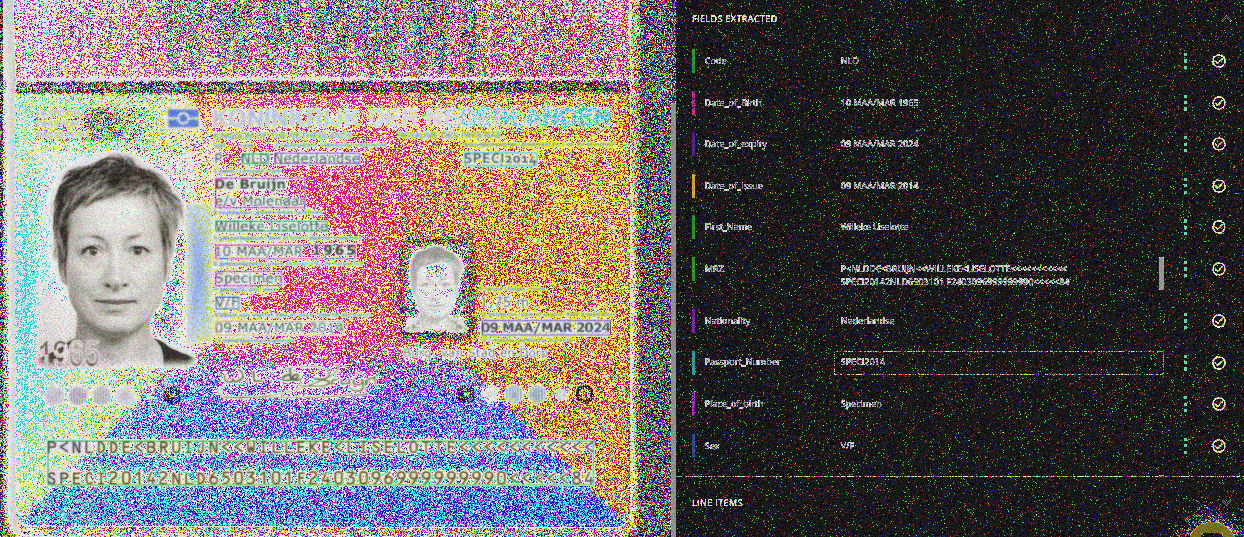 KONINKRIJK DER NEDERLANDEN
P NLD Nederlandse SPECI2014
De Bruijn
e/v Molenaar
Willeke Liselotte
10 MAA/MAR 1965
Specimen
V/F
09 MAA/MAR 2014 09 MAA/MAR 2024
1965
P<NLDDE<BRUIJN<<WILLEKE<LISELOTTE<<<<<<<<<<<
SPECI20142NLD6503101F2403096999999990<<<<<84
FIELDS EXTRACTED
Code NLD
Date_of_Birth 10 MAA/MAR 1965
Date_of_expiry 09 MAA/MAR 2024
Date_of_Issue 09 MAA/MAR 2014
First_Name Willeke Liselotte
MRZ P<NLDDE<BRUIJN<<WILLEKE<LISELOTTE<<<<<<<<<<<
SPECI20142NLD6503101 F2403096999999990<<<<<84
Nationality Nederlandse
Passport_Number SPECI2014
Place_of_birth Specimen
Sex V/F
LINE ITEMS